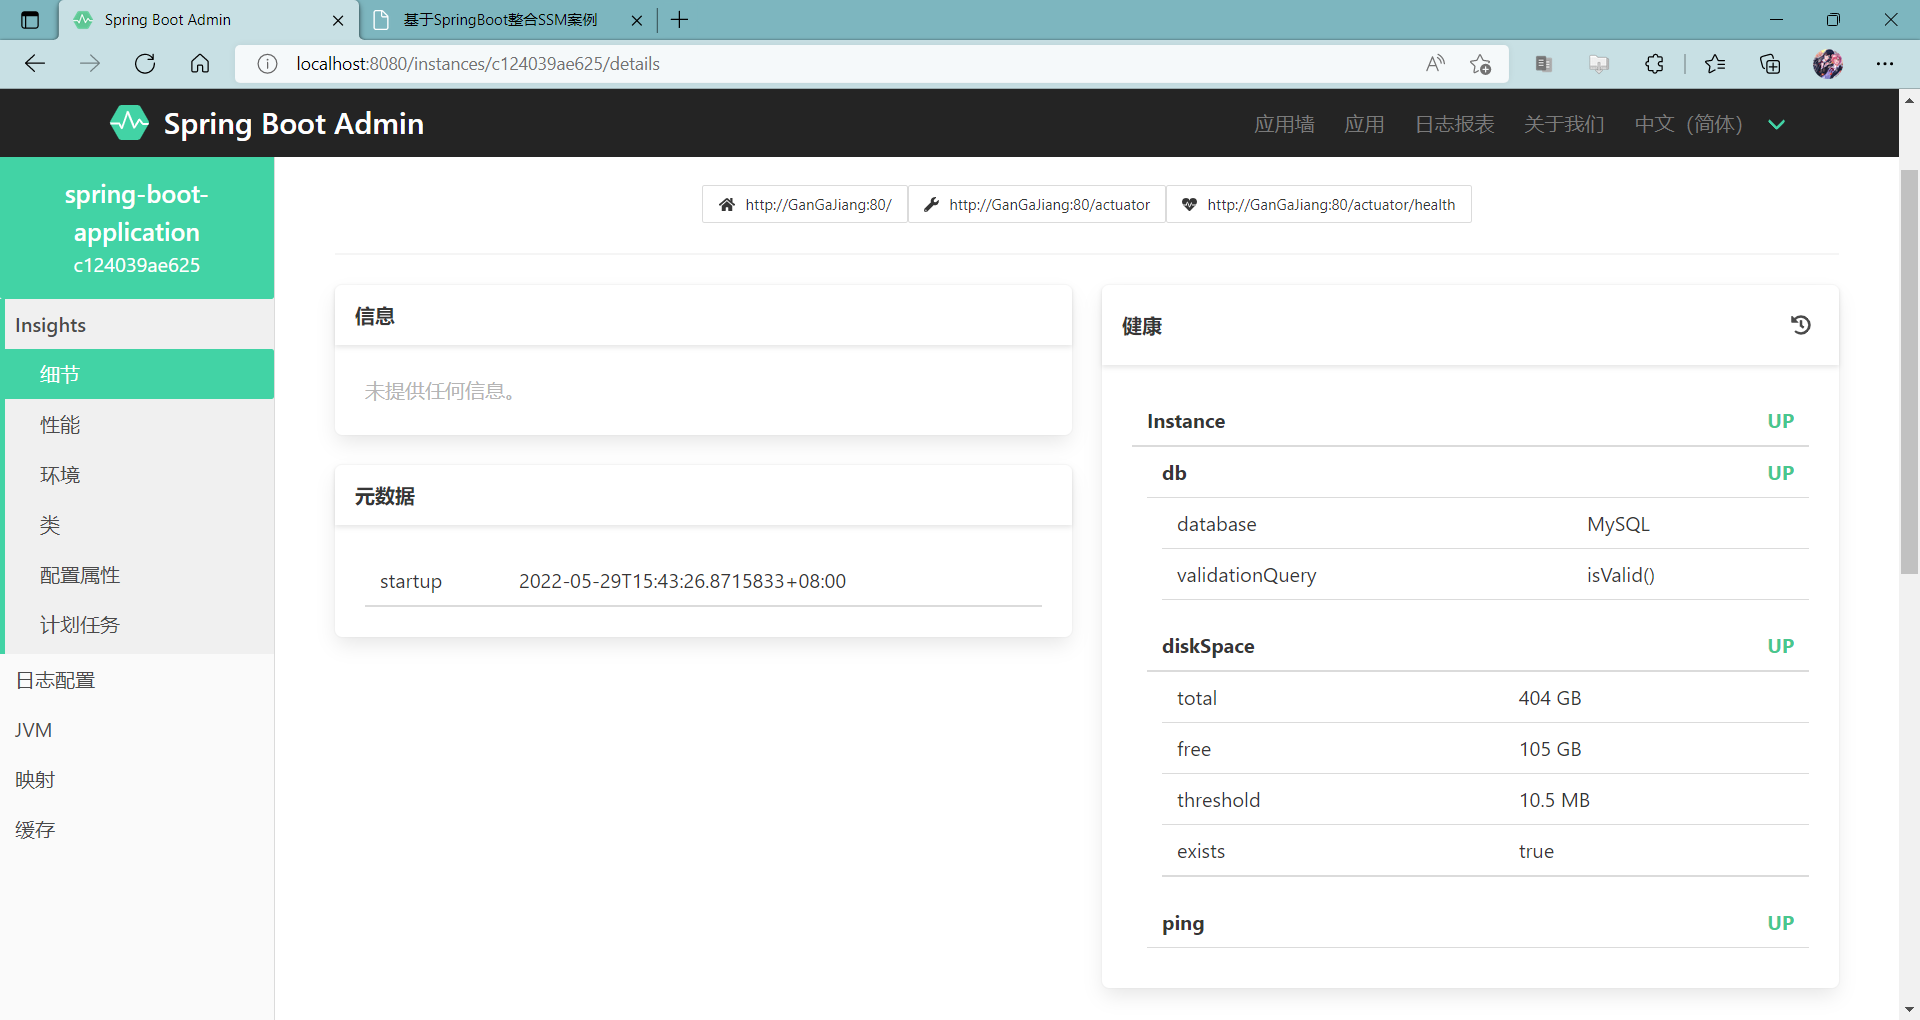 Spring Boot Admin
基于SpringBoot整合SSM案例
localhost:8080/instances/c124039ae625/details
Spring Boot Admin
应用墙
应用
日志报表
关于我们
中文（简体）
spring-boot-
application
c124039ae625
Insights
细节
性能
环境
类
配置属性
计划任务
日志配置
JVM
映射
缓存
http://GanGaJiang:80/
http://GanGaJiang:80/actuator
http://GanGaJiang:80/actuator/health
信息
未提供任何信息。
元数据
startup 2022-05-29T15:43:26.8715833+08:00
健康
Instance UP
db UP
database MySQL
validationQuery isValid()
diskSpace UP
total 404 GB
free 105 GB
threshold 10.5 MB
exists true
ping UP